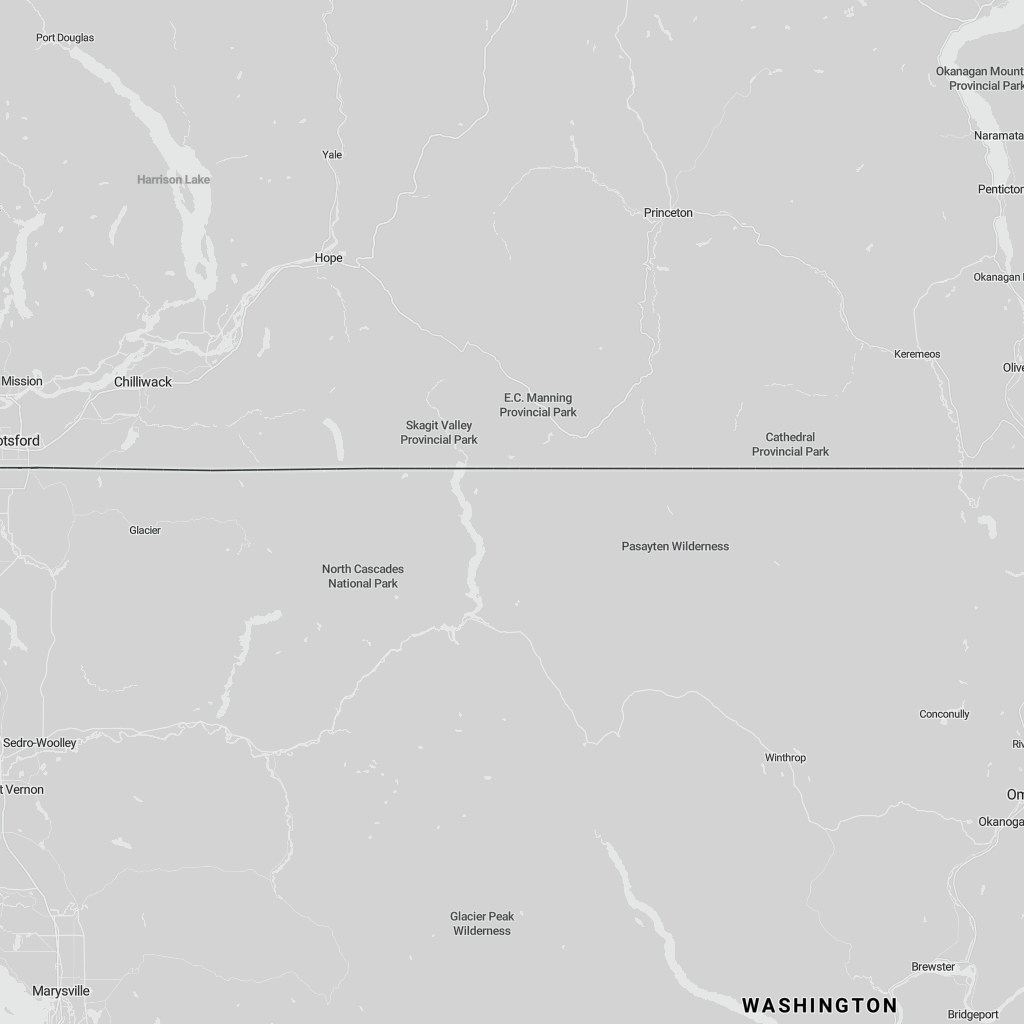 Port Douglas
Okanagan Mount
Provincial Park
Naramata
Yale
Harrison Lake
Penticton
Princeton
Hope
Okanagan
Keremeos
Mission
Chilliwack
Olive
E.C. Manning
Provincial Park
Skagit Valley
Provincial Park
otsford
Cathedral
Provincial Park
Glacier
Pasayten Wilderness
North Cascades
National Park
Conconully
Sedro-Woolley
Riv
Winthrop
t Vernon
Om
Okanoga
Glacier Peak
Wilderness
Brewster
Marysville
WASHINGTON
Bridgeport